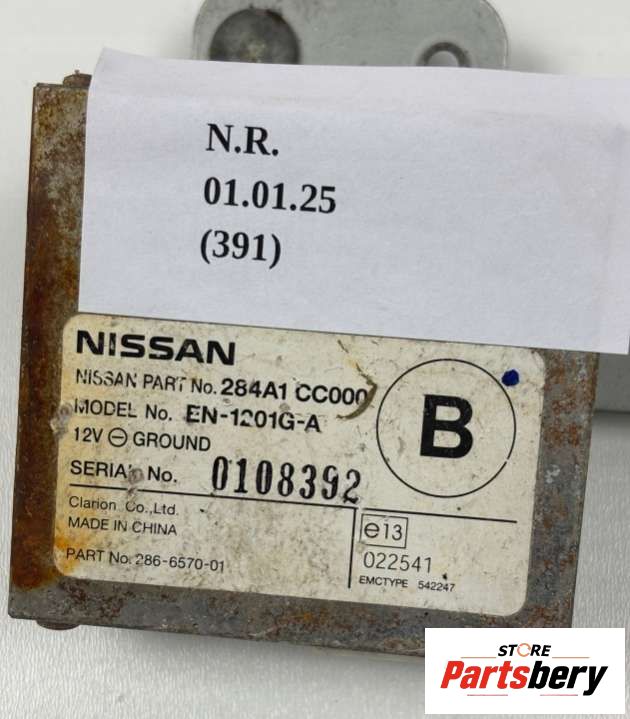 N.R.
01.01.25
(391)
NISSAN
NISSAN PART No. 284A1 CC000
MODEL No. EN-1201G-A
B
12V ⊖ GROUND
SERIAL No. 0108392
Clarion Co.,Ltd.
MADE IN CHINA
PART No. 286-6570-01
e13
022541
EMCTYPE 542247
STORE
Partsbery